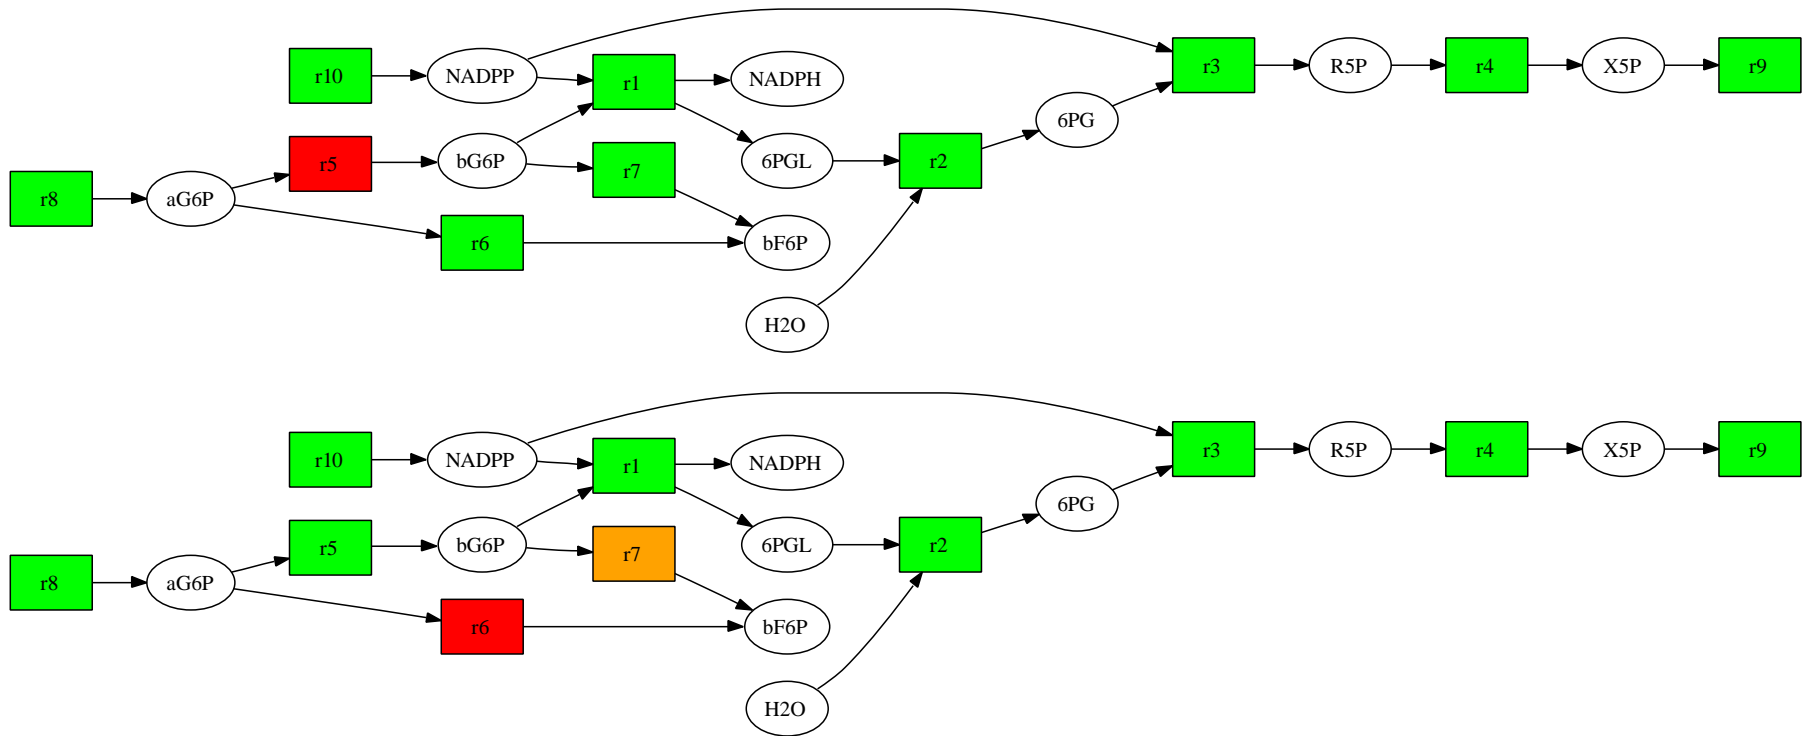 r10
NADPP
r1
NADPH
r3
R5P
r4
X5P
r9
6PG
r8
aG6P
r5
bG6P
r7
6PGL
r2
r6
bF6P
H2O
r10
NADPP
r1
NADPH
r3
R5P
r4
X5P
r9
6PG
r8
aG6P
r5
bG6P
r7
6PGL
r2
r6
bF6P
H2O